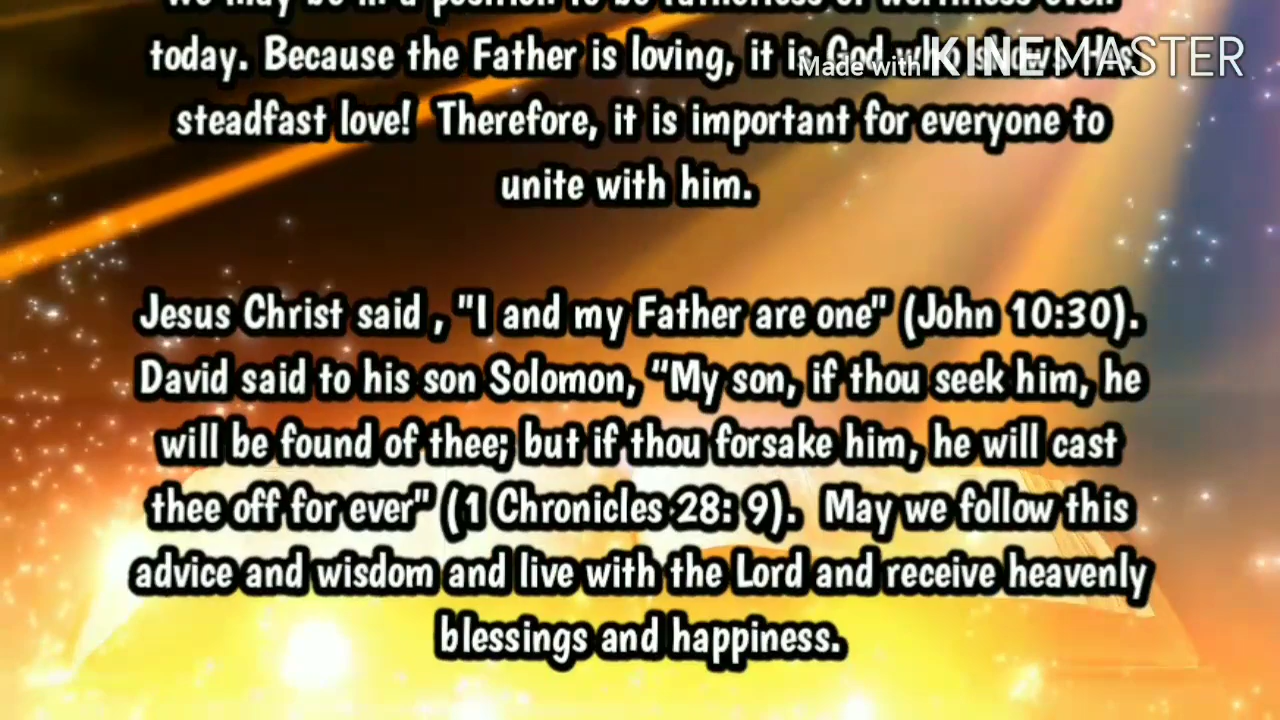 today. Because the Father is loving, it is God who shows His
Made with KINEMASTER
steadfast love! Therefore, it is important for everyone to
unite with him.
Jesus Christ said , "I and my Father are one" (John 10:30).
David said to his son Solomon, "My son, if thou seek him, he
will be found of thee; but if thou forsake him, he will cast
thee off for ever" (1 Chronicles 28: 9). May we follow this
advice and wisdom and live with the Lord and receive heavenly
blessings and happiness.